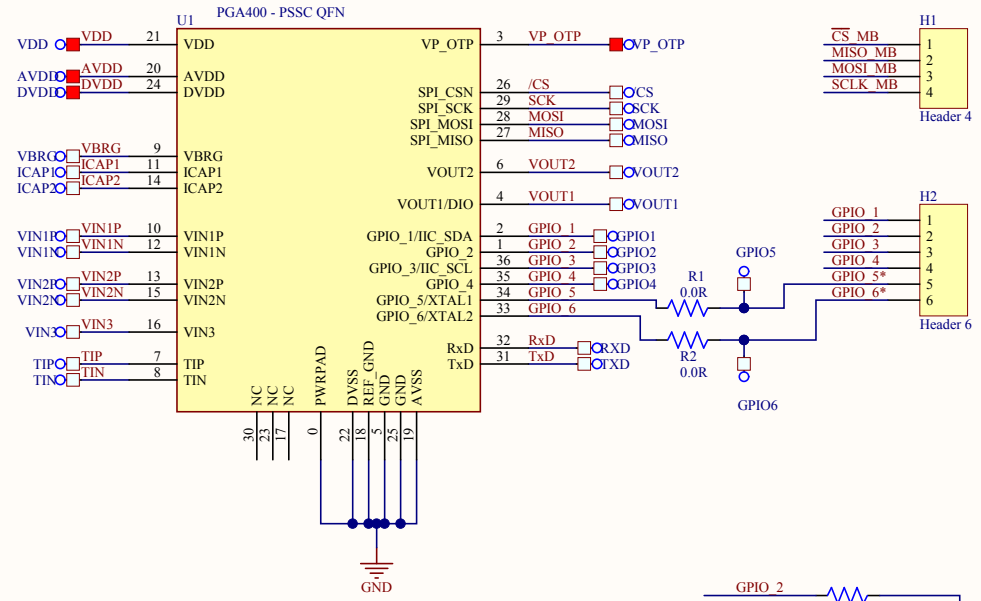 PGA400 - PSSC QFN
U1
VDD VDD 21 VDD
AVDD AVDD 20 AVDD
DVDD DVDD 24 DVDD
VBRG VBRG 9 VBRG
ICAP1 ICAP1 11 ICAP1
ICAP2 ICAP2 14 ICAP2
VIN1P VIN1P 10 VIN1P
VIN1N VIN1N 12 VIN1N
VIN2P VIN2P 13 VIN2P
VIN2N VIN2N 15 VIN2N
VIN3 VIN3 16 VIN3
TIP TIP 7 TIP
TIN TIN 8 TIN
VP_OTP 3 VP_OTP VP_OTP
SPI_CSN 26 /CS /CS
SPI_SCK 29 SCK SCK
SPI_MOSI 28 MOSI MOSI
SPI_MISO 27 MISO MISO
VOUT2 6 VOUT2 VOUT2
VOUT1/DIO 4 VOUT1 VOUT1
GPIO_1/IIC_SDA 2 GPIO_1 GPIO1
GPIO_2 1 GPIO_2 GPIO2
GPIO_3/IIC_SCL 36 GPIO_3 GPIO3
GPIO_4 35 GPIO_4 GPIO4
GPIO_5/XTAL1 34 GPIO_5
GPIO_6/XTAL2 33 GPIO_6
RxD 32 RxD RXD
TxD 31 TxD TXD
NC 30
NC 23
NC 17
PWRPAD 0
DVSS 22
REF_GND 18
GND 5
GND 25
AVSS 19
GND
R1
0.0R
GPIO5
R2
0.0R
GPIO6
H1
CS_MB 1
MISO_MB 2
MOSI_MB 3
SCLK_MB 4
Header 4
H2
GPIO_1 1
GPIO_2 2
GPIO_3 3
GPIO_4 4
GPIO_5* 5
GPIO_6* 6
Header 6
GPIO_2